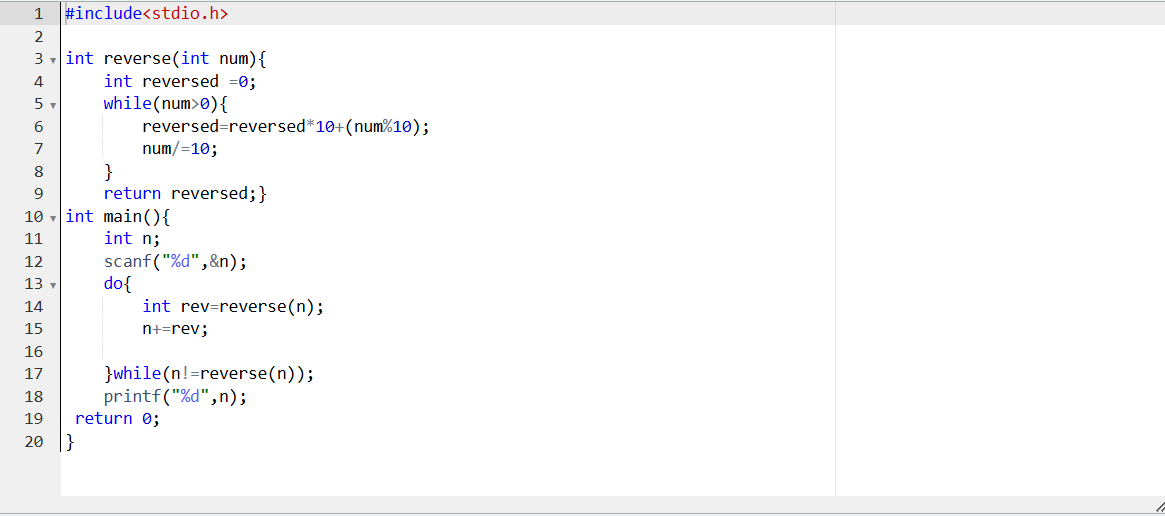 1 #include<stdio.h>
2
3 int reverse(int num){
4     int reversed =0;
5     while(num>0){
6         reversed=reversed*10+(num%10);
7         num/=10;
8     }
9     return reversed;}
10 int main(){
11     int n;
12     scanf("%d",&n);
13     do{
14         int rev=reverse(n);
15         n+=rev;
16
17     }while(n!=reverse(n));
18     printf("%d",n);
19  return 0;
20 }